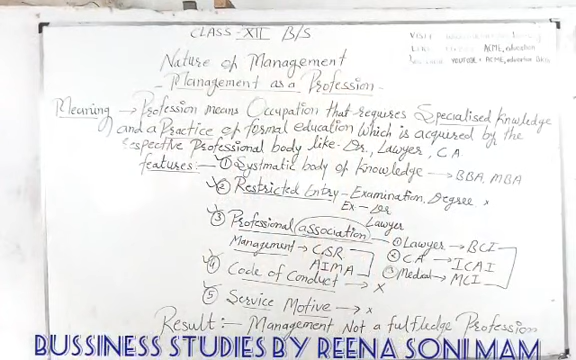 CLASS-XII B/S
Nature of Management
- Management as a Profession -
Meaning → Profession means Occupation that requires Specialised Knowledge
and a Practice of formal education which is acquired by the
respective Professional body like - Dr., Lawyer, C.A
features:- ① Systmatic body of Knowledge → BBA, MBA
② Restricted Entry - Examination, Degree x
Ex - Dr
Lawyer
③ Professional association
① Lawyer → BCI
Management → CSR
② C.A → ICAI
AIMA
③ Medical → MCI
④ Code of Conduct → x
⑤ Service Motive → x
Result:- Management Not a fulfledge Profession
BUSSINESS STUDIES BY REENA SONI MAM